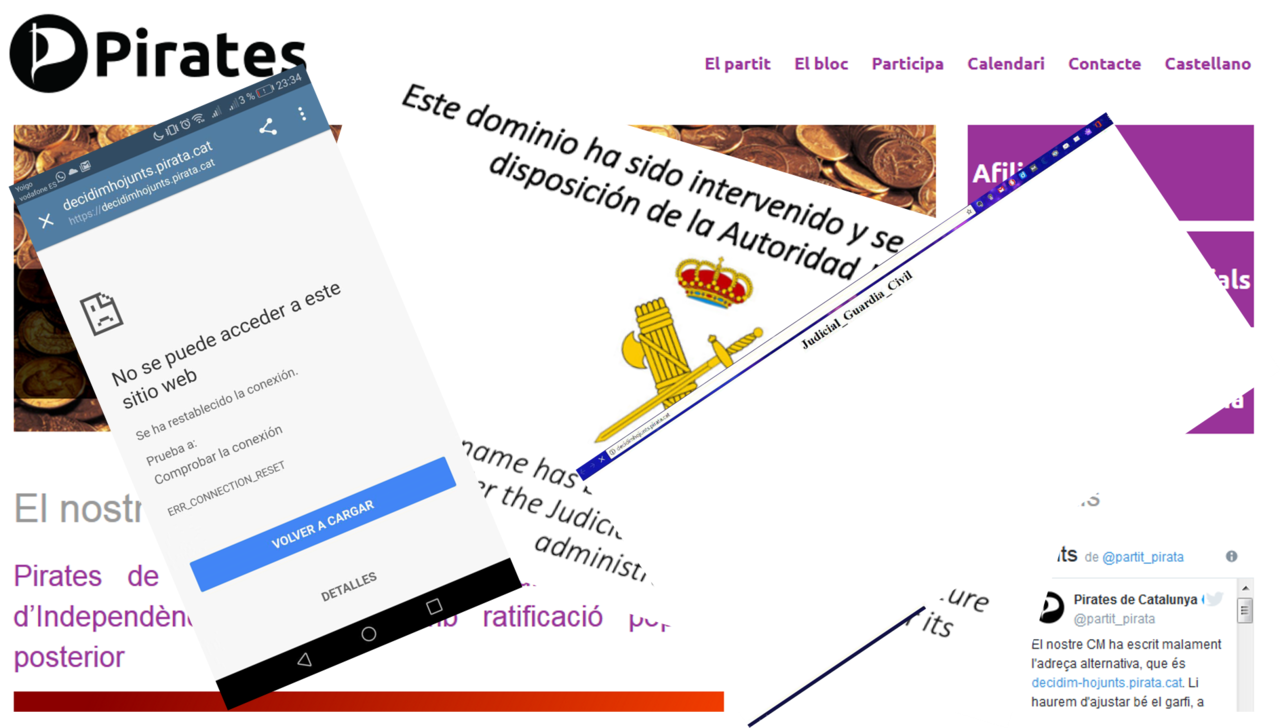 Pirates
El partit El bloc Participa Calendari Contacte Castellano
Yoigo
vodafone ES
3 % 23:34
decidimhojunts.pirata.cat
https://decidimhojunts.pirata.cat
No se puede acceder a este
sitio web
Se ha restablecido la conexión.
Prueba a:
Comprobar la conexión
ERR_CONNECTION_RESET
VOLVER A CARGAR
DETALLES
Este dominio ha sido intervenido y se
disposición de la Autoridad
name has
the Judici
administr
ure
its
decidimhojunts.pirata.cat
Judicial_Guardia_Civil
Afili
als
El nostr
Pirates de
d'Independènc ratificació pop
posterior
ts de @partit_pirata
Pirates de Catalunya
@partit_pirata
El nostre CM ha escrit malament
l'adreça alternativa, que és
decidim-hojunts.pirata.cat. Li
haurem d'ajustar bé el garfi, a